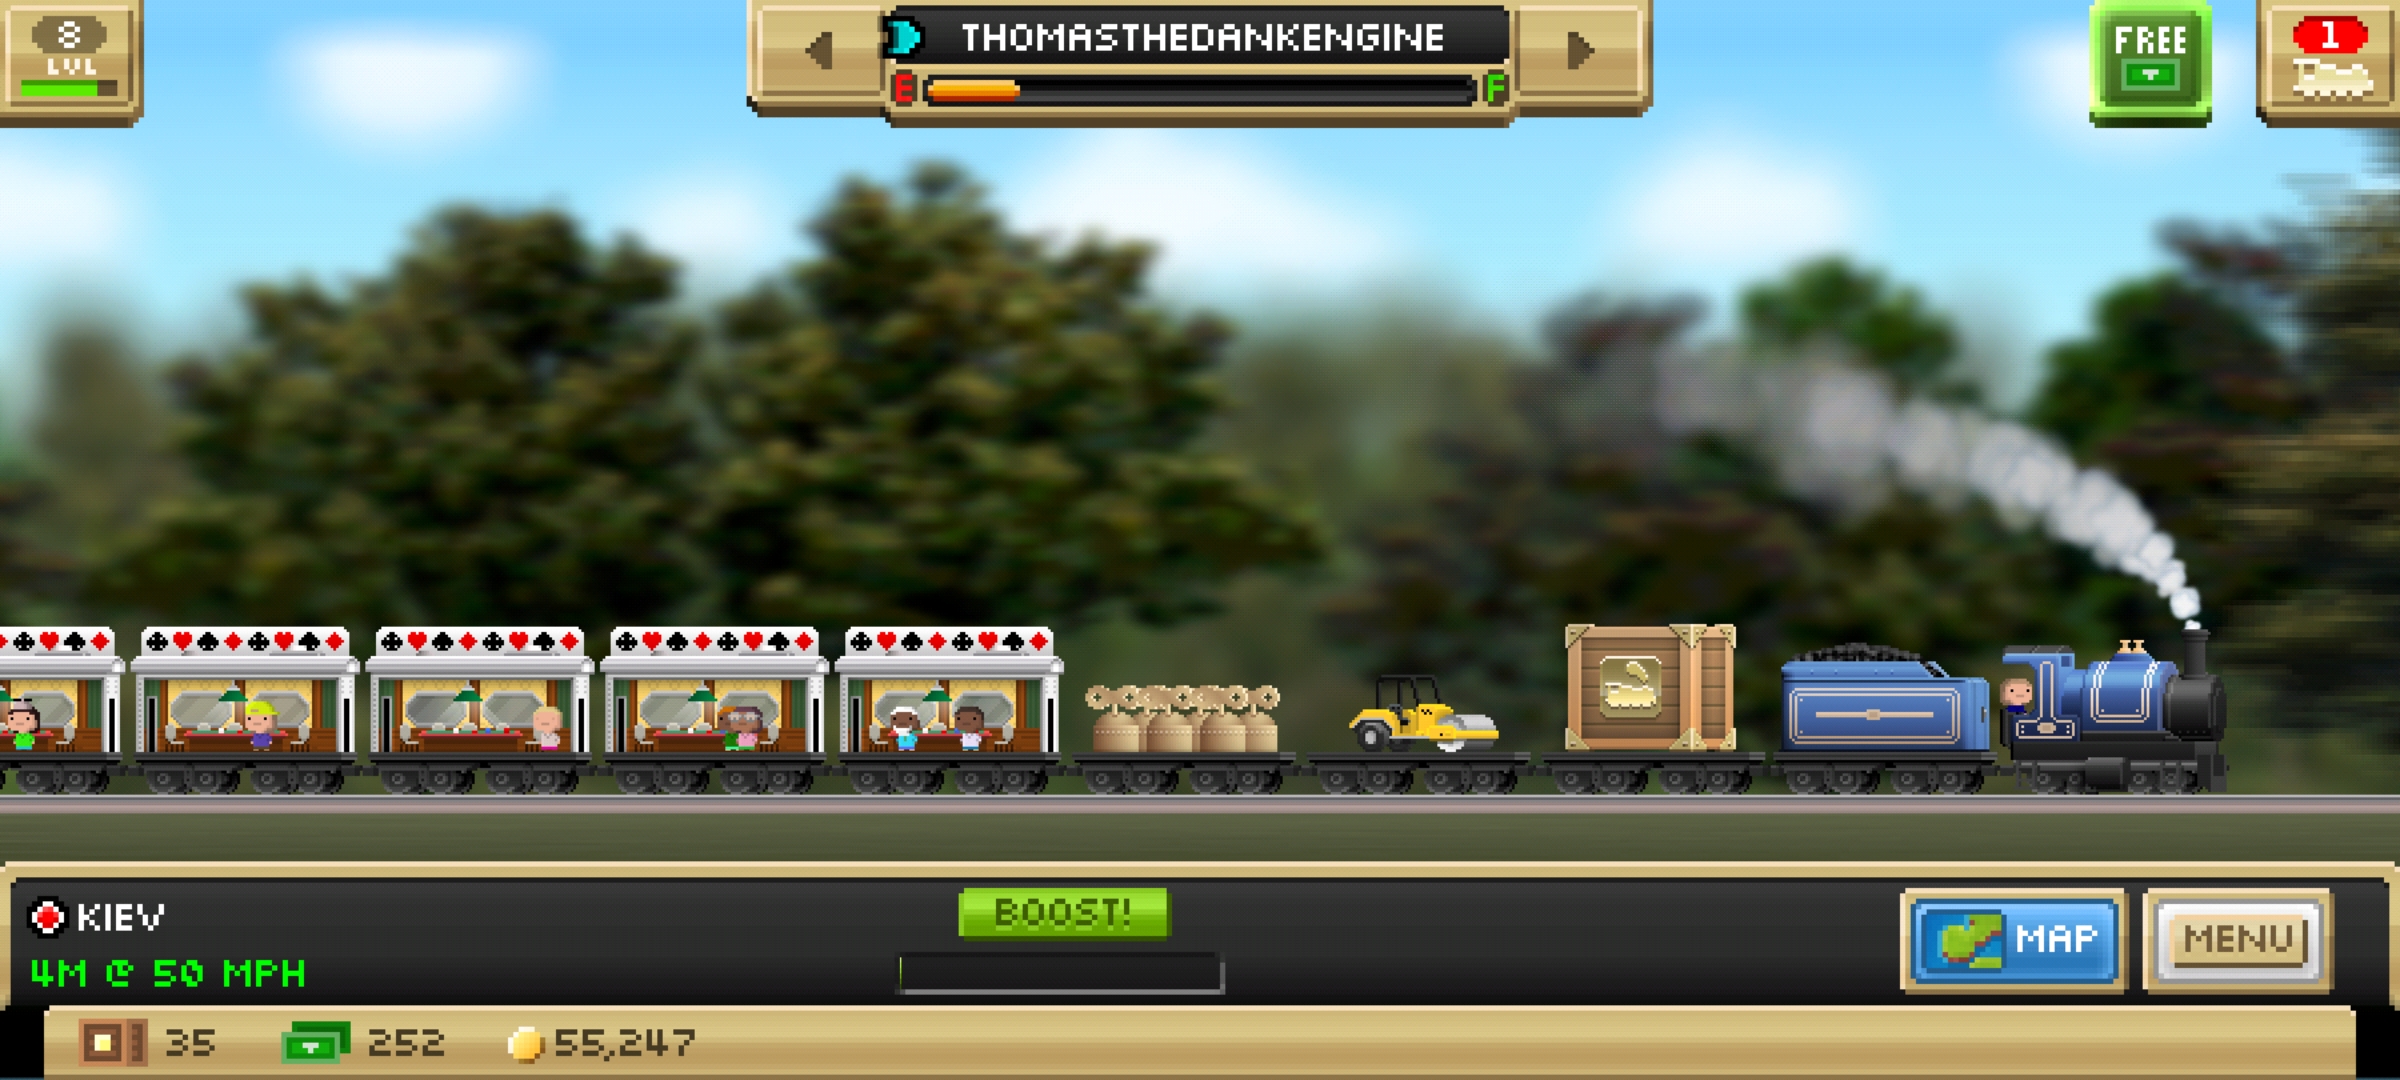 8
LVL
THOMASTHEDANKENGINE
E F
FREE
1
KIEV
4M @ 50 MPH
BOOST!
MAP
MENU
35 252 55,247